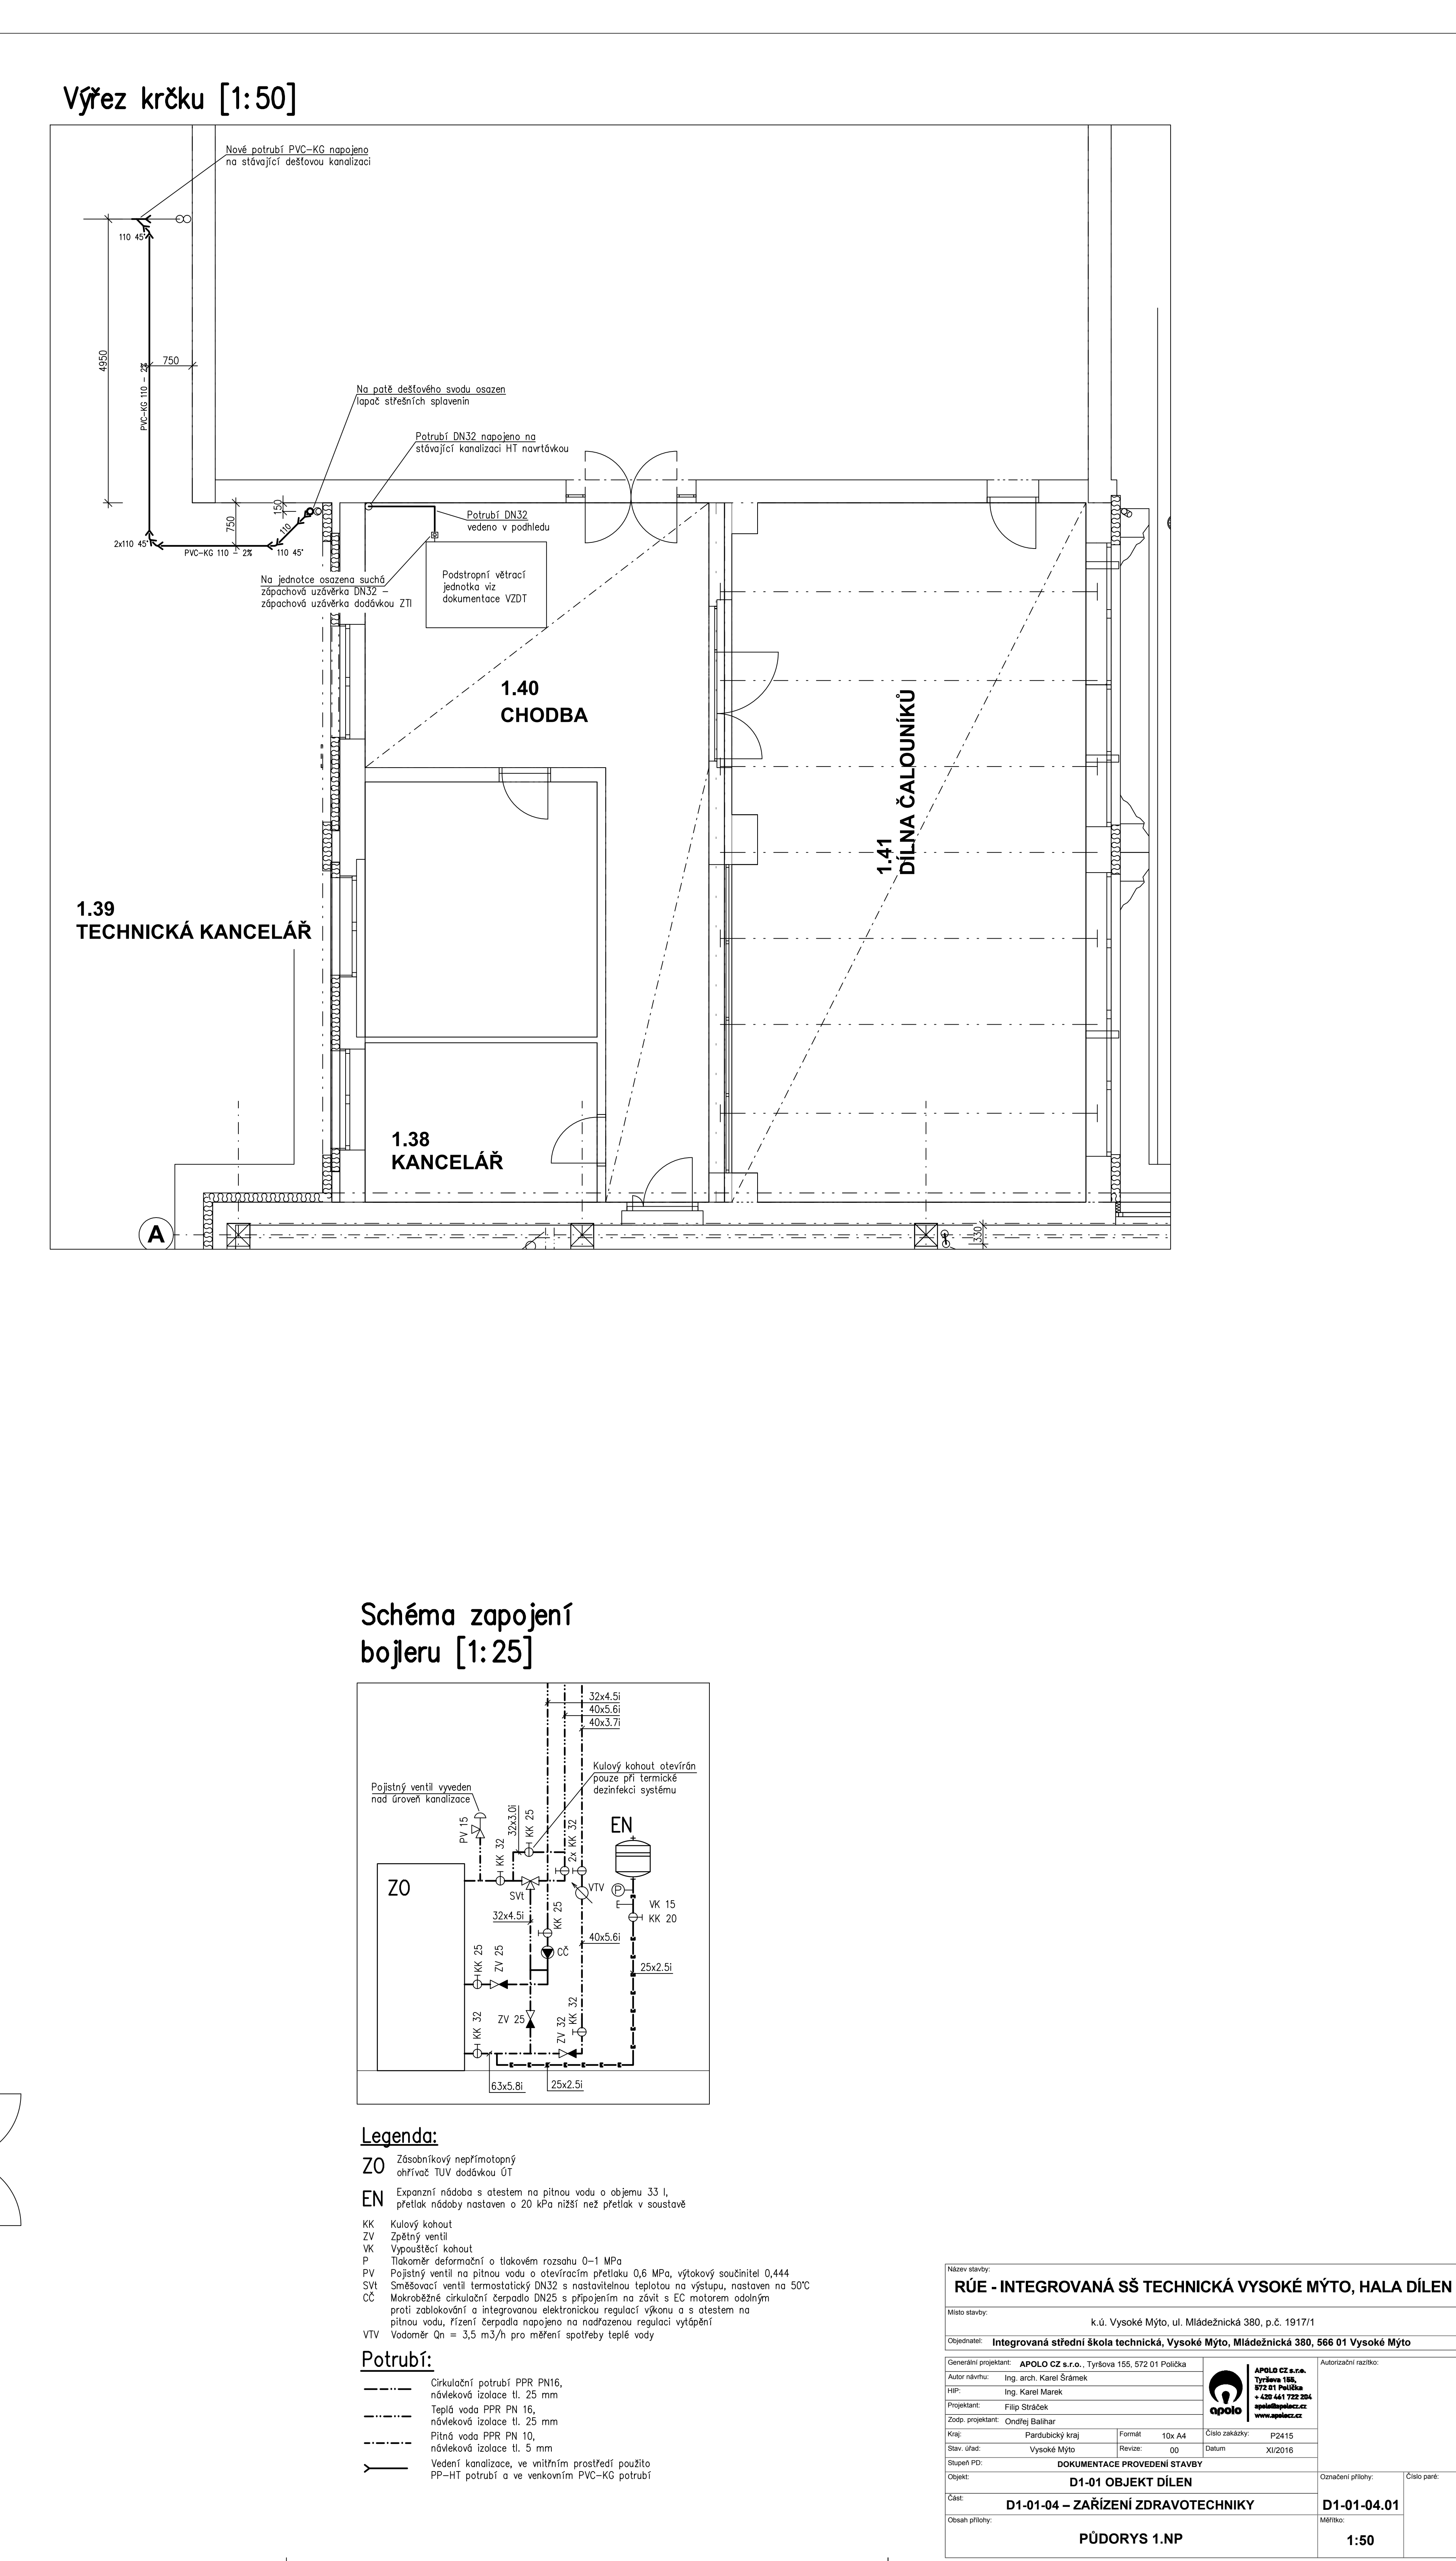 Výřez krčku [1:50]
Nové potrubí PVC-KG napojeno
na stávající dešťovou kanalizaci
110 45°
4950
750
PVC-KG 110 - 2%
Na patě dešťového svodu osazen
lapač střešních splavenin
Potrubí DN32 napojeno na
stávající kanalizaci HT navrtávkou
150
750
110
Potrubí DN32
vedeno v podhledu
2x110 45°
PVC-KG 110 - 2%
110 45°
Na jednotce osazena suchá
zápachová uzávěrka DN32 -
zápachová uzávěrka dodávkou ZTI
Podstropní větrací
jednotka viz
dokumentace VZDT
1.40
CHODBA
1.41
DÍLNA ČALOUNÍKŮ
1.39
TECHNICKÁ KANCELÁŘ
1.38
KANCELÁŘ
A
330
Schéma zapojení
bojleru [1:25]
32x4.5i
40x5.6i
40x3.7i
Kulový kohout otevírán
pouze při termické
dezinfekci systému
Pojistný ventil vyveden
nad úroveň kanalizace
PV 15
32x3.0i
KK 25
KK 32
2x KK 32
EN
ZO
SVt
VTV
P
VK 15
KK 20
32x4.5i
KK 25
CČ
40x5.6i
25x2.5i
KK 25
ZV 25
KK 32
ZV 25
ZV 32
KK 32
63x5.8i
25x2.5i
Legenda:
ZO Zásobníkový nepřímotopný
ohřívač TUV dodávkou ÚT
EN Expanzní nádoba s atestem na pitnou vodu o objemu 33 l,
přetlak nádoby nastaven o 20 kPa nižší než přetlak v soustavě
KK Kulový kohout
ZV Zpětný ventil
VK Vypouštěcí kohout
P Tlakoměr deformační o tlakovém rozsahu 0-1 MPa
PV Pojistný ventil na pitnou vodu o otevíracím přetlaku 0,6 MPa, výtokový součinitel 0,444
SVt Směšovací ventil termostatický DN32 s nastavitelnou teplotou na výstupu, nastaven na 50°C
CČ Mokroběžné cirkulační čerpadlo DN25 s připojením na závit s EC motorem odolným
proti zablokování a integrovanou elektronickou regulací výkonu a s atestem na
pitnou vodu, řízení čerpadla napojeno na nadřazenou regulaci vytápění
VTV Vodoměr Qn = 3,5 m3/h pro měření spotřeby teplé vody
Potrubí:
Cirkulační potrubí PPR PN16,
návleková izolace tl. 25 mm
Teplá voda PPR PN 16,
návleková izolace tl. 25 mm
Pitná voda PPR PN 10,
návleková izolace tl. 5 mm
Vedení kanalizace, ve vnitřním prostředí použito
PP-HT potrubí a ve venkovním PVC-KG potrubí
Název stavby:
RÚE - INTEGROVANÁ SŠ TECHNICKÁ VYSOKÉ MÝTO, HALA DÍLEN
Místo stavby:
k.ú. Vysoké Mýto, ul. Mládežnická 380, p.č. 1917/1
Objednatel: Integrovaná střední škola technická, Vysoké Mýto, Mládežnická 380, 566 01 Vysoké Mýto
Generální projektant: APOLO CZ s.r.o., Tyršova 155, 572 01 Polička
Autor návrhu: Ing. arch. Karel Šrámek
HIP: Ing. Karel Marek
Projektant: Filip Stráček
Zodp. projektant: Ondřej Balihar
apolo
APOLO CZ s.r.o.
Tyršova 155,
572 01 Polička
+ 420 461 722 204
apolo@apolocz.cz
www.apolocz.cz
Autorizační razítko:
Kraj: Pardubický kraj Formát 10x A4 Číslo zakázky: P2415
Stav. úřad: Vysoké Mýto Revize: 00 Datum XI/2016
Stupeň PD: DOKUMENTACE PROVEDENÍ STAVBY
Objekt: D1-01 OBJEKT DÍLEN
Označení přílohy: Číslo paré:
Část: D1-01-04 – ZAŘÍZENÍ ZDRAVOTECHNIKY D1-01-04.01
Obsah přílohy: PŮDORYS 1.NP
Měřítko: 1:50